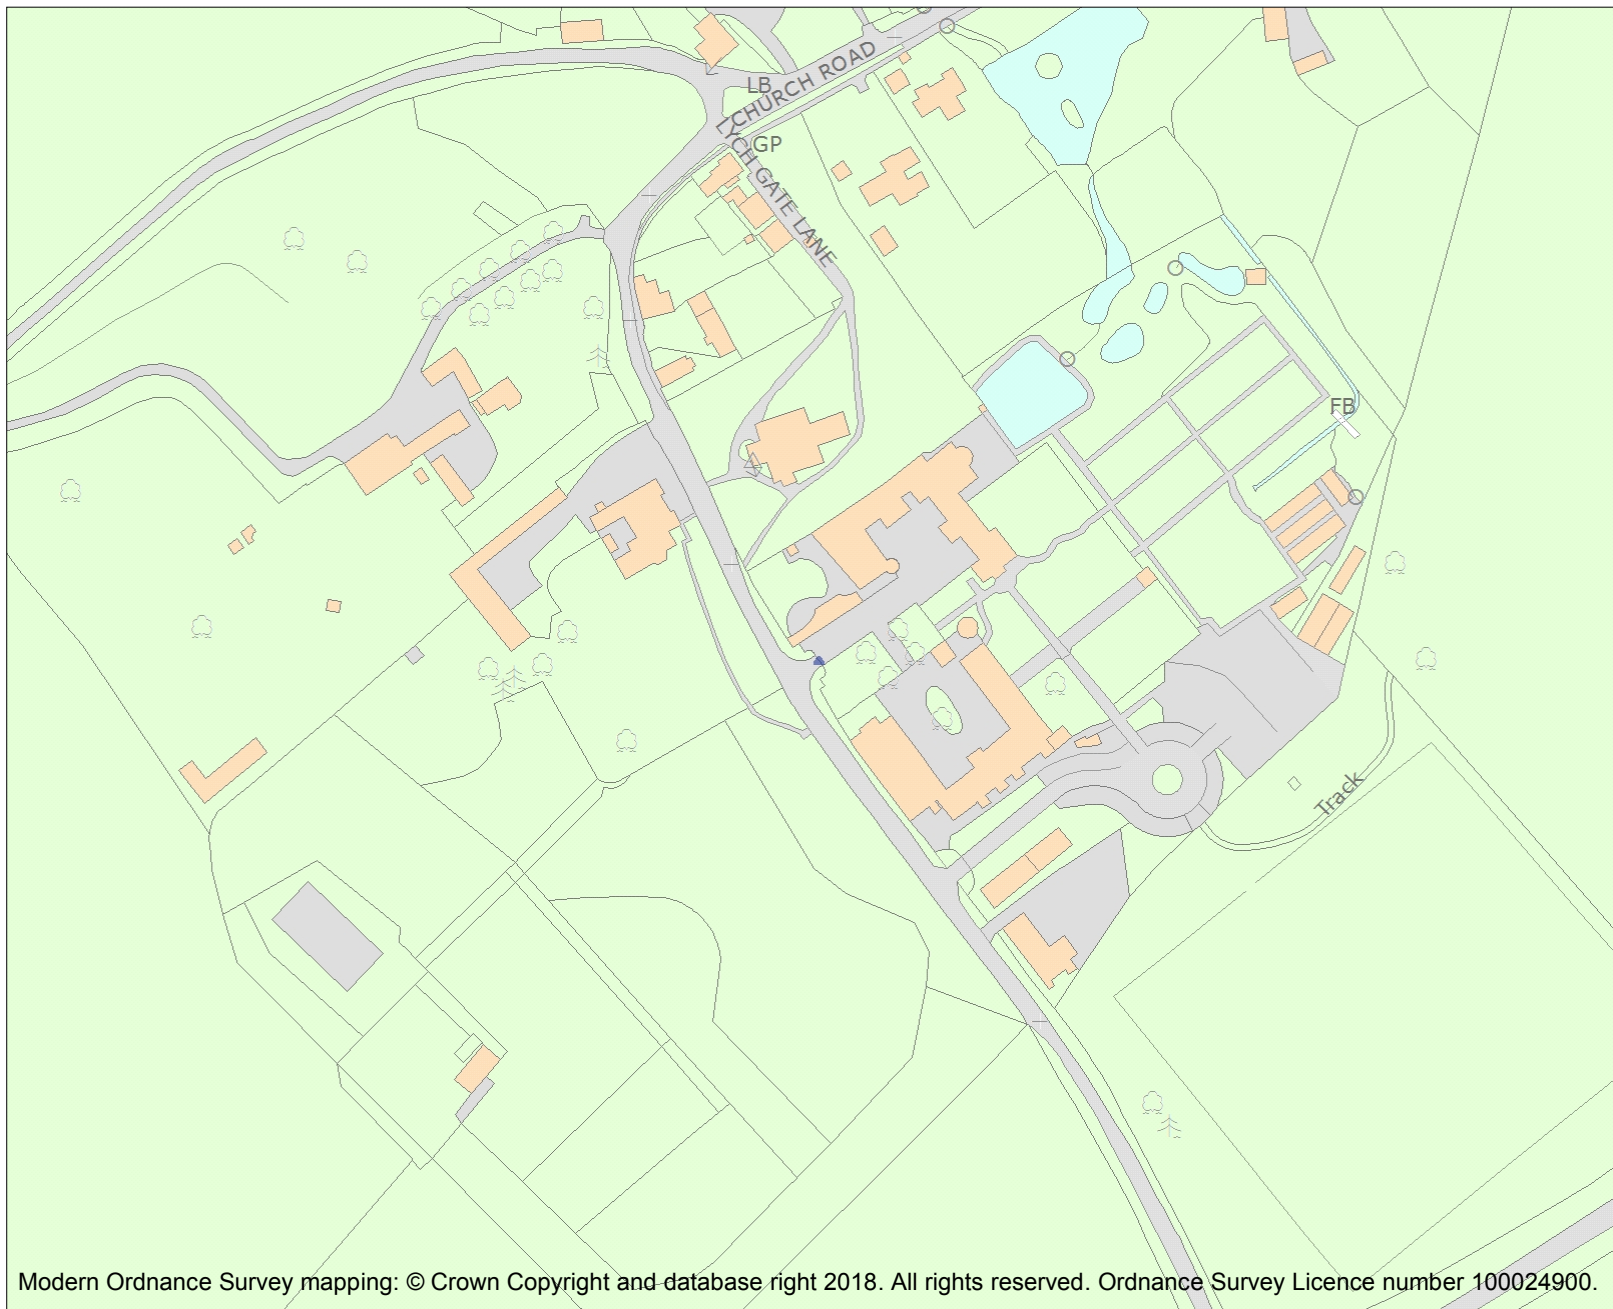 CHURCH ROAD
LB
LYCH GATE LANE
GP
FB
Track
Modern Ordnance Survey mapping: © Crown Copyright and database right 2018. All rights reserved. Ordnance Survey Licence number 100024900.